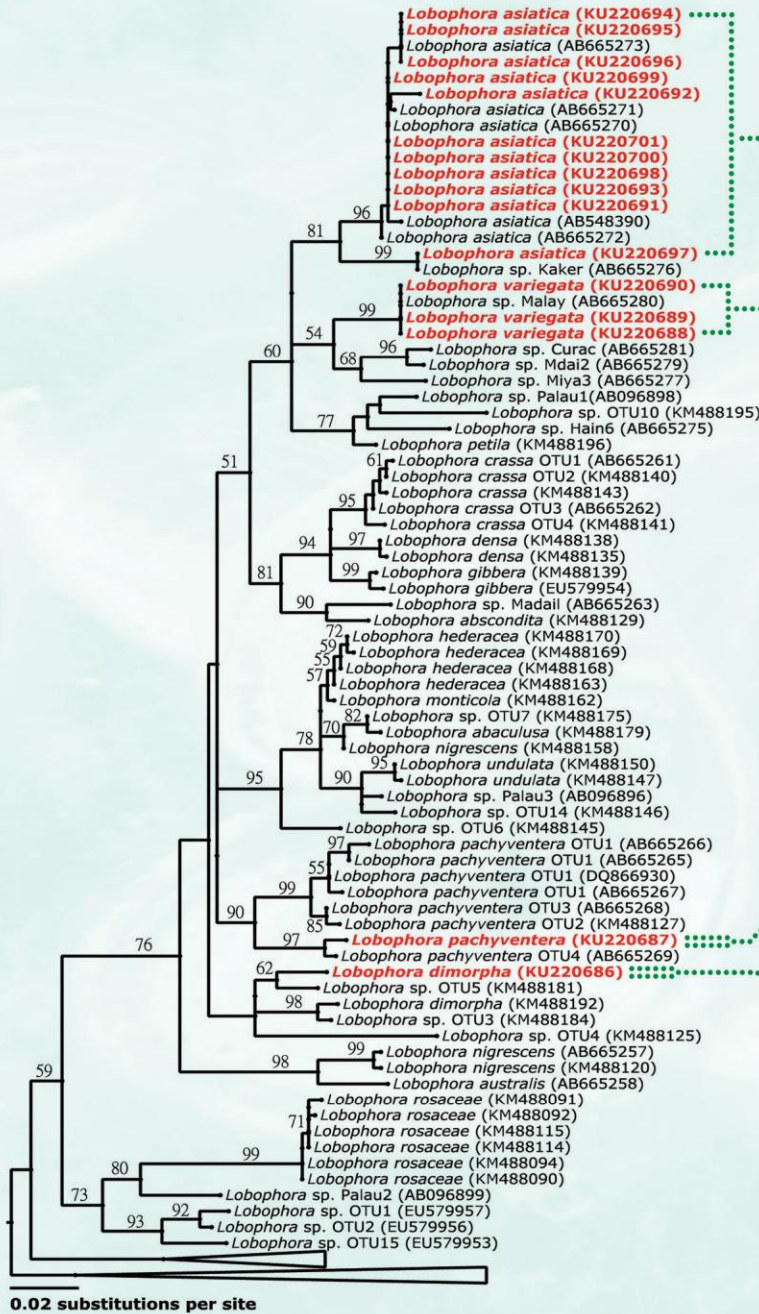 Lobophora asiatica (KU220694)
Lobophora asiatica (KU220695)
Lobophora asiatica (AB665273)
Lobophora asiatica (KU220696)
Lobophora asiatica (KU220699)
Lobophora asiatica (KU220692)
Lobophora asiatica (AB665271)
Lobophora asiatica (AB665270)
Lobophora asiatica (KU220701)
Lobophora asiatica (KU220700)
Lobophora asiatica (KU220698)
Lobophora asiatica (KU220693)
Lobophora asiatica (KU220691)
96
Lobophora asiatica (AB548390)
81
Lobophora asiatica (AB665272)
99
Lobophora asiatica (KU220697)
Lobophora sp. Kaker (AB665276)
Lobophora variegata (KU220690)
Lobophora sp. Malay (AB665280)
99
Lobophora variegata (KU220689)
54
Lobophora variegata (KU220688)
60
96
Lobophora sp. Curac (AB665281)
68
Lobophora sp. Mdai2 (AB665279)
Lobophora sp. Miya3 (AB665277)
Lobophora sp. Palau1(AB096898)
Lobophora sp. OTU10 (KM488195)
77
Lobophora sp. Hain6 (AB665275)
Lobophora petila (KM488196)
51
61
Lobophora crassa OTU1 (AB665261)
Lobophora crassa OTU2 (KM488140)
Lobophora crassa (KM488143)
95
Lobophora crassa OTU3 (AB665262)
Lobophora crassa OTU4 (KM488141)
94
97
Lobophora densa (KM488138)
Lobophora densa (KM488135)
81
99
Lobophora gibbera (KM488139)
Lobophora gibbera (EU579954)
90
Lobophora sp. Madail (AB665263)
Lobophora abscondita (KM488129)
72
Lobophora hederacea (KM488170)
59
Lobophora hederacea (KM488169)
55
Lobophora hederacea (KM488168)
57
Lobophora hederacea (KM488163)
Lobophora monticola (KM488162)
82
Lobophora sp. OTU7 (KM488175)
78
70
Lobophora abaculusa (KM488179)
Lobophora nigrescens (KM488158)
95
Lobophora undulata (KM488150)
95
90
Lobophora undulata (KM488147)
Lobophora sp. Palau3 (AB096896)
Lobophora sp. OTU14 (KM488146)
Lobophora sp. OTU6 (KM488145)
97
Lobophora pachyventera OTU1 (AB665266)
Lobophora pachyventera OTU1 (AB665265)
55
Lobophora pachyventera OTU1 (DQ866930)
99
Lobophora pachyventera OTU1 (AB665267)
Lobophora pachyventera OTU3 (AB665268)
90
85
Lobophora pachyventera OTU2 (KM488127)
97
Lobophora pachyventera (KU220687)
76
Lobophora pachyventera OTU4 (AB665269)
62
Lobophora dimorpha (KU220686)
Lobophora sp. OTU5 (KM488181)
98
Lobophora dimorpha (KM488192)
Lobophora sp. OTU3 (KM488184)
Lobophora sp. OTU4 (KM488125)
99
Lobophora nigrescens (AB665257)
98
Lobophora nigrescens (KM488120)
59
Lobophora australis (AB665258)
Lobophora rosaceae (KM488091)
71
Lobophora rosaceae (KM488092)
Lobophora rosaceae (KM488115)
Lobophora rosaceae (KM488114)
80
99
Lobophora rosaceae (KM488094)
Lobophora rosaceae (KM488090)
73
Lobophora sp. Palau2 (AB096899)
92
Lobophora sp. OTU1 (EU579957)
93
Lobophora sp. OTU2 (EU579956)
Lobophora sp. OTU15 (EU579953)
0.02 substitutions per site